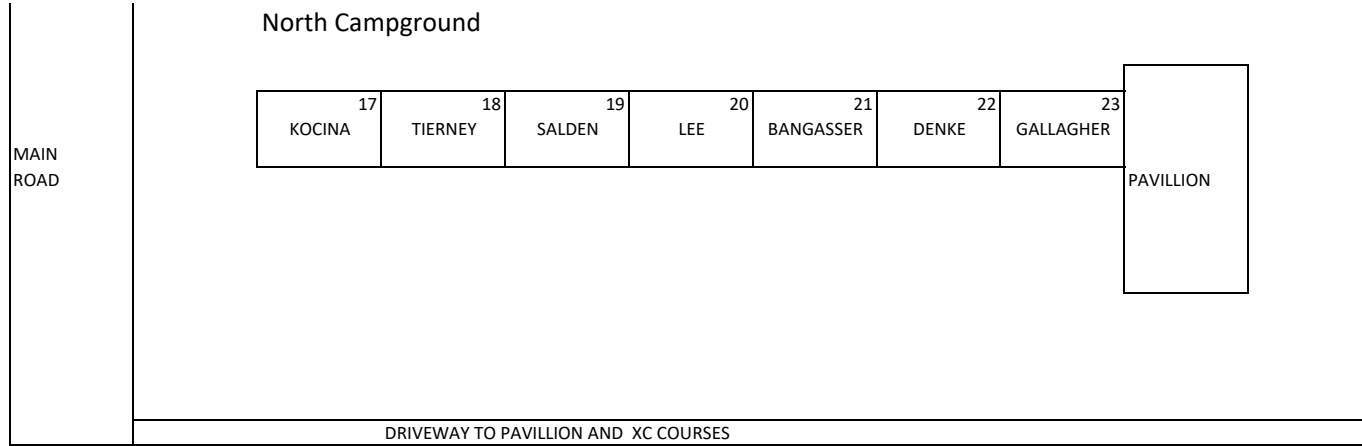 North Campground
17 18 19 20 21 22 23
KOCINA TIERNEY SALDEN LEE BANGASSER DENKE GALLAGHER
MAIN
ROAD
PAVILLION
DRIVEWAY TO PAVILLION AND  XC COURSES